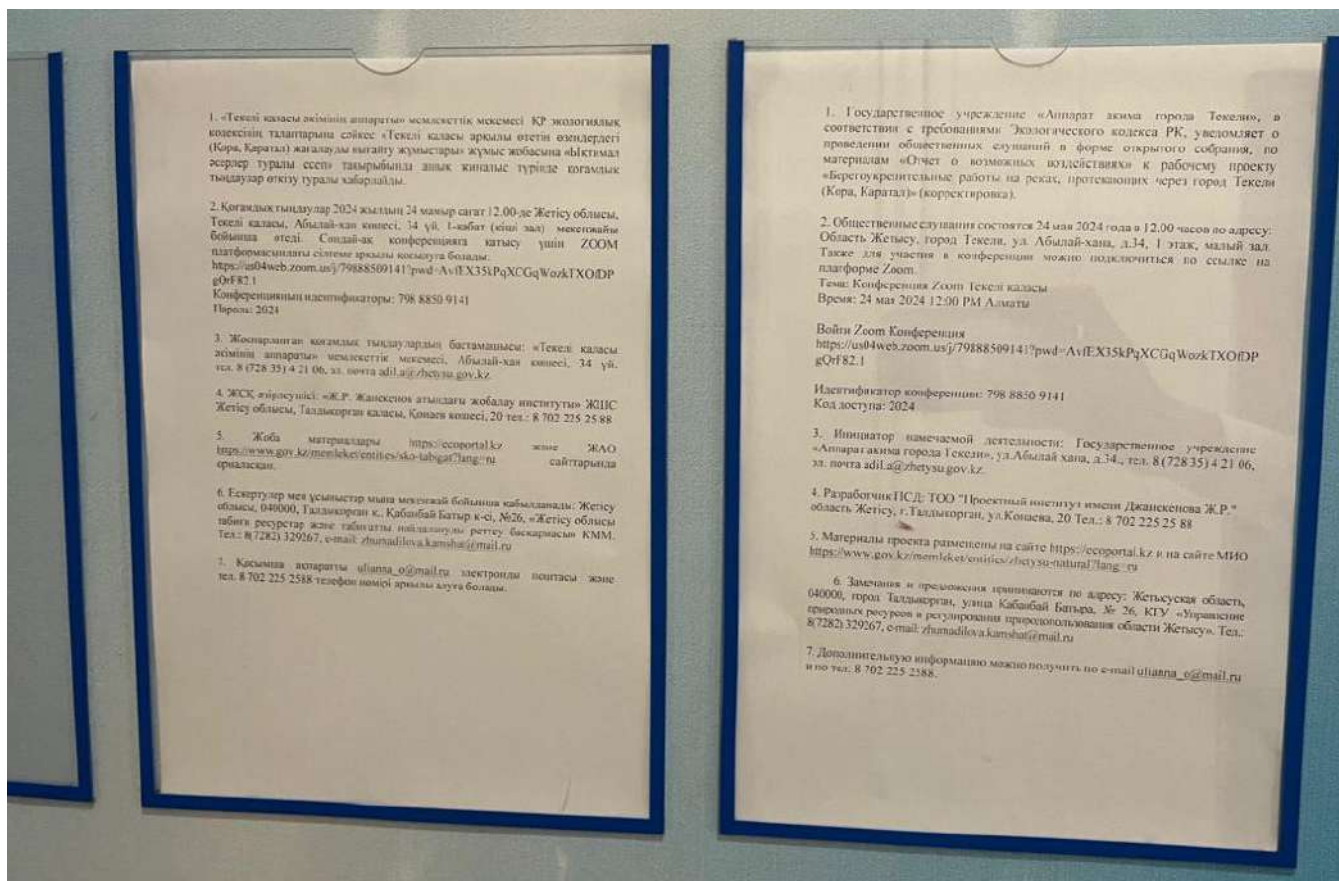 1. «Текелі қаласы әкімінің аппараты» мемлекеттік мекемесі ҚР экологиялық
кодексінің талаптарына сәйкес «Текелі қаласы арқылы өтетін өзендердегі
(Қора, Қаратал) жағалауды нығайту жұмыстары» жұмыс жобасына «Ықтимал
әсерлер туралы есеп» тақырыбында ашық жиналыс түрінде қоғамдық
тыңдаулар өткізу туралы хабарлайды.
2. Қоғамдық тыңдаулар 2024 жылдың 24 мамыр сағат 12.00-де Жетісу облысы,
Текелі қаласы, Абылай-хан көшесі, 34 үй, 1-қабат (кіші зал) мекенжайы
бойынша өтеді. Сондай-ақ конференцияға қатысу үшін ZOOM
платформасындағы сілтеме арқылы қосылуға болады:
https://us04web.zoom.us/j/79888509141?pwd=AvfEX35kPqXCGqWozkTXOfDP
gQrF82.1
Конференцияның идентификаторы: 798 8850 9141
Пароль: 2024
3. Жоспарланған қоғамдық тыңдаулардың бастамашысы: «Текелі қаласы
әкімінің аппараты» мемлекеттік мекемесі, Абылай-хан көшесі, 34 үй,
тел. 8 (728 35) 4 21 06, эл. почта adil.a@zhetysu.gov.kz
4. ЖСҚ әзірлеушісі: «Ж.Р. Жанскенов атындағы жобалау институты» ЖШС
Жетісу облысы, Талдықорған қаласы, Қонаев көшесі, 20 тел.: 8 702 225 25 88
5. Жоба материалдары https://ecoportal.kz және ЖАО
https://www.gov.kz/memleket/entities/sko-tabigat?lang=ru сайттарында
орналасқан.
6. Ескертулер мен ұсыныстар мына мекенжай бойынша қабылданады: Жетісу
облысы, 040000, Талдықорған қ., Қабанбай Батыр к-сі, №26, «Жетісу облысы
табиғи ресурстар және табиғатты пайдалануды реттеу басқармасы» КММ.
Тел.: 8(7282) 329267, e-mail: zhumadilova.kamshat@mail.ru
7. Қосымша ақпаратты ulianna_o@mail.ru электронды поштасы және
тел. 8 702 225 2588 телефон нөмірі арқылы алуға болады.
1. Государственное учреждение «Аппарат акима города Текели», в
соответствии с требованиями Экологического кодекса РК, уведомляет о
проведении общественных слушаний в форме открытого собрания, по
материалам «Отчет о возможных воздействиях» к рабочему проекту
«Берегоукрепительные работы на реках, протекающих через город Текели
(Кора, Каратал)» (корректировка).
2. Общественные слушания состоятся 24 мая 2024 года в 12.00 часов по адресу:
Область Жетысу, город Текели, ул. Абылай-хана, д.34, 1 этаж, малый зал.
Также для участия в конференции можно подключиться по ссылке на
платформе Zoom.
Тема: Конференция Zoom Текелі қаласы
Время: 24 мая 2024 12:00 PM Алматы
Войти Zoom Конференция
https://us04web.zoom.us/j/79888509141?pwd=AvfEX35kPqXCGqWozkTXOfDP
gQrF82.1
Идентификатор конференции: 798 8850 9141
Код доступа: 2024
3. Инициатор намечаемой деятельности: Государственное учреждение
«Аппарат акима города Текели», ул.Абылай хана, д.34., тел. 8 (728 35) 4 21 06,
эл. почта adil.a@zhetysu.gov.kz.
4. Разработчик ПСД: ТОО "Проектный институт имени Джанскенова Ж.Р."
область Жетісу, г.Талдыкорган, ул.Конаева, 20 Тел.: 8 702 225 25 88
5. Материалы проекта размещены на сайте https://ecoportal.kz и на сайте МИО
https://www.gov.kz/memleket/entities/zhetysu-natural?lang=ru
6. Замечания и предложения принимаются по адресу: Жетысуская область,
040000, город Талдыкорган, улица Кабанбай Батыра, № 26, КГУ «Управление
природных ресурсов и регулирования природопользования области Жетысу». Тел.:
8(7282) 329267, e-mail: zhumadilova.kamshat@mail.ru
7. Дополнительную информацию можно получить по e-mail ulianna_o@mail.ru
и по тел.: 8 702 225 2588.